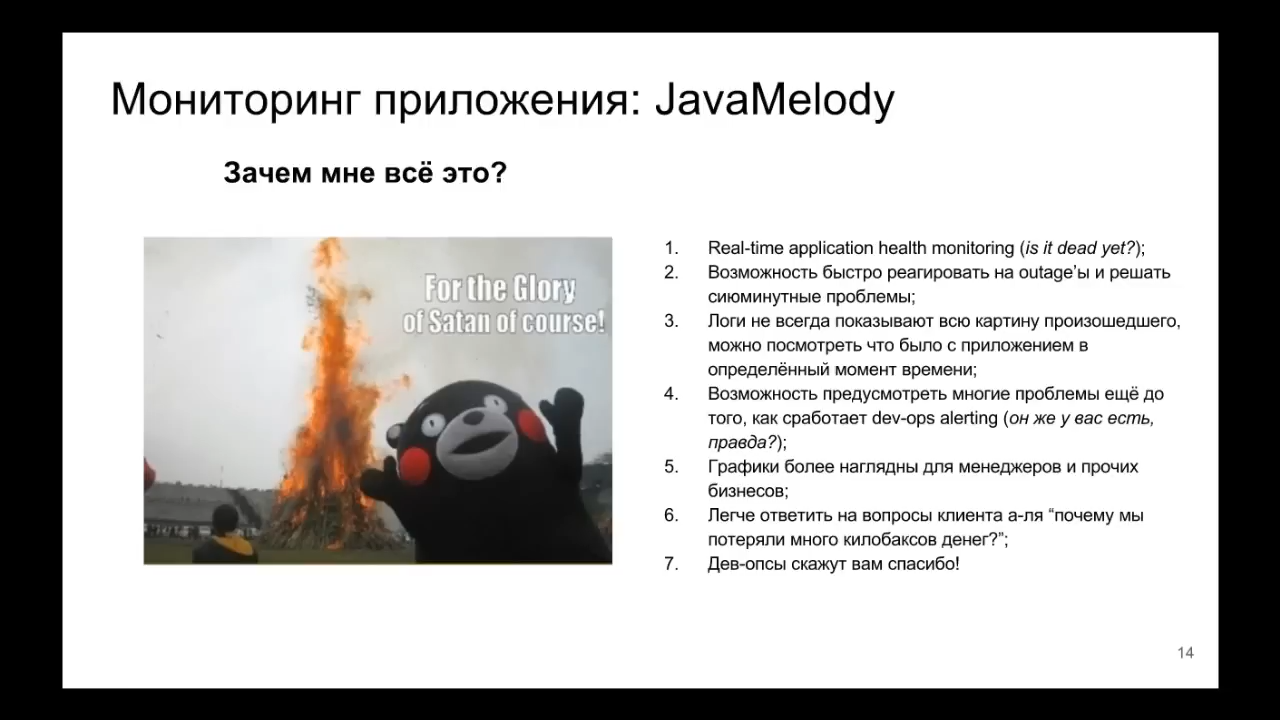 Мониторинг приложения: JavaMelody
Зачем мне всё это?
For the Glory
of Satan of course!
1. Real-time application health monitoring (is it dead yet?);
2. Возможность быстро реагировать на outage’ы и решать
сиюминутные проблемы;
3. Логи не всегда показывают всю картину произошедшего,
можно посмотреть что было с приложением в
определённый момент времени;
4. Возможность предусмотреть многие проблемы ещё до
того, как сработает dev-ops alerting (он же у вас есть,
правда?);
5. Графики более наглядны для менеджеров и прочих
бизнесов;
6. Легче ответить на вопросы клиента а-ля “почему мы
потеряли много килобаксов денег?”;
7. Дев-опсы скажут вам спасибо!
14